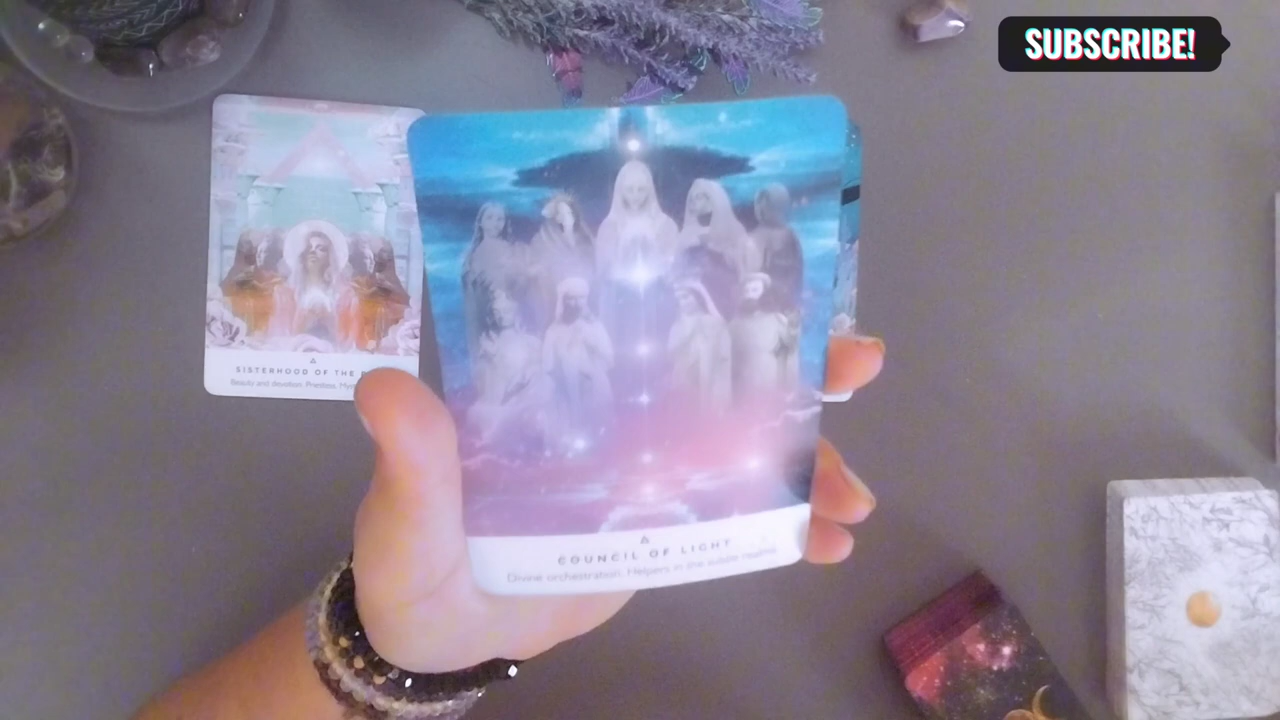 SUBSCRIBE!
SISTERHOOD OF THE
Beauty and devotion. Priestess.
COUNCIL OF LIGHT
Divine orchestration. Helpers in the subtle realms.